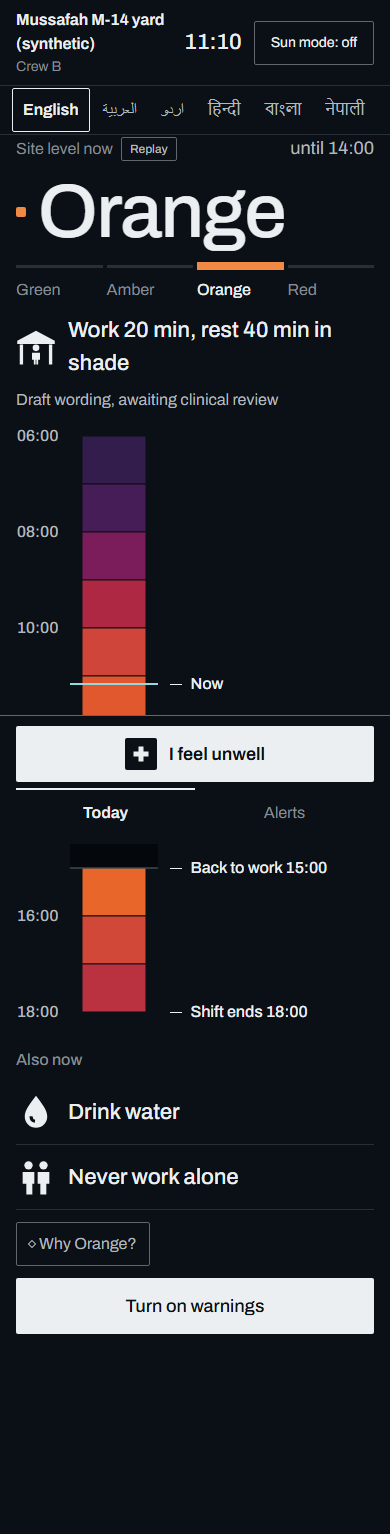 Mussafah M-14 yard
(synthetic)
Crew B
11:10
Sun mode: off
English
العربية
اردو
हिन्दी
বাংলা
नेपाली
Site level now
Replay
until 14:00
Orange
Green
Amber
Orange
Red
Work 20 min, rest 40 min in
shade
Draft wording, awaiting clinical review
06:00
08:00
10:00
Now
I feel unwell
Today
Alerts
Back to work 15:00
16:00
18:00
Shift ends 18:00
Also now
Drink water
Never work alone
Why Orange?
Turn on warnings